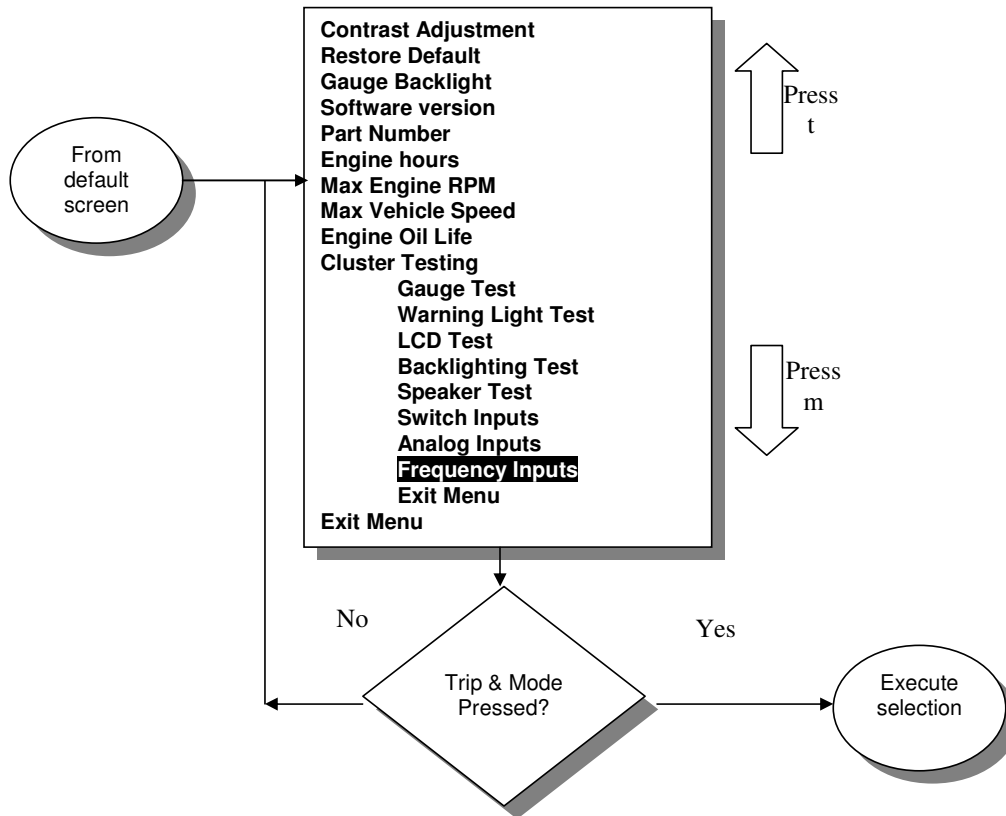 Contrast Adjustment
Restore Default
Gauge Backlight
Software version
Part Number
Engine hours
Max Engine RPM
Max Vehicle Speed
Engine Oil Life
Cluster Testing
Gauge Test
Warning Light Test
LCD Test
Backlighting Test
Speaker Test
Switch Inputs
Analog Inputs
Frequency Inputs
Exit Menu
Exit Menu
From
default
screen
Press
t
Press
m
No
Yes
Trip & Mode
Pressed?
Execute
selection